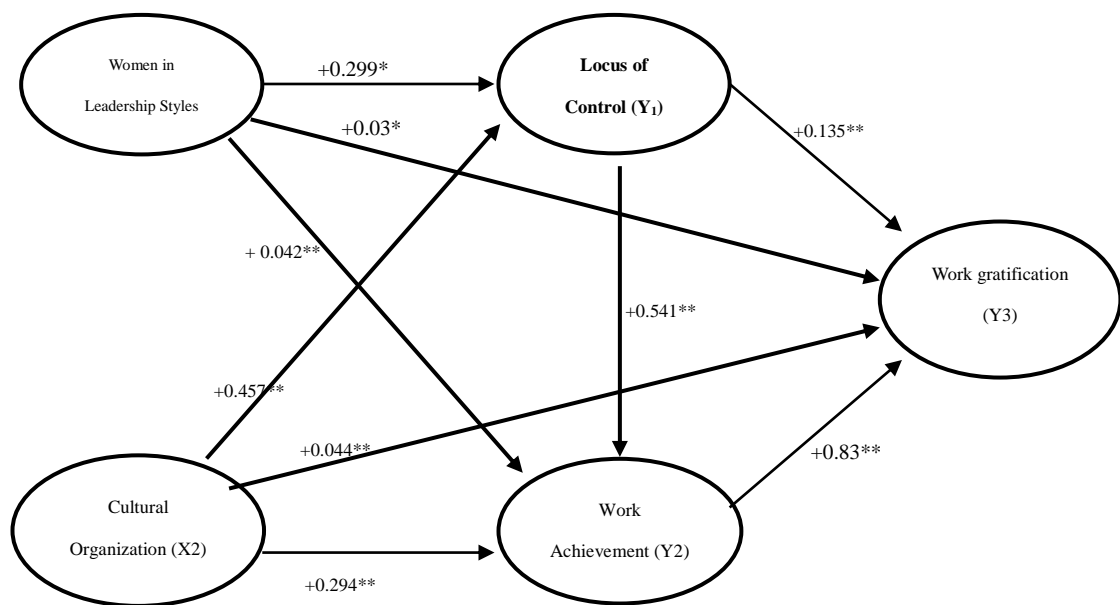 Women in
Leadership Styles
+0.299*
Locus of
Control (Y₁)
+0.03*
+0.135**
+ 0.042**
Work gratification
(Y3)
+0.541**
+0.457**
+0.044**
+0.83**
Cultural
Organization (X2)
Work
Achievement (Y2)
+0.294**